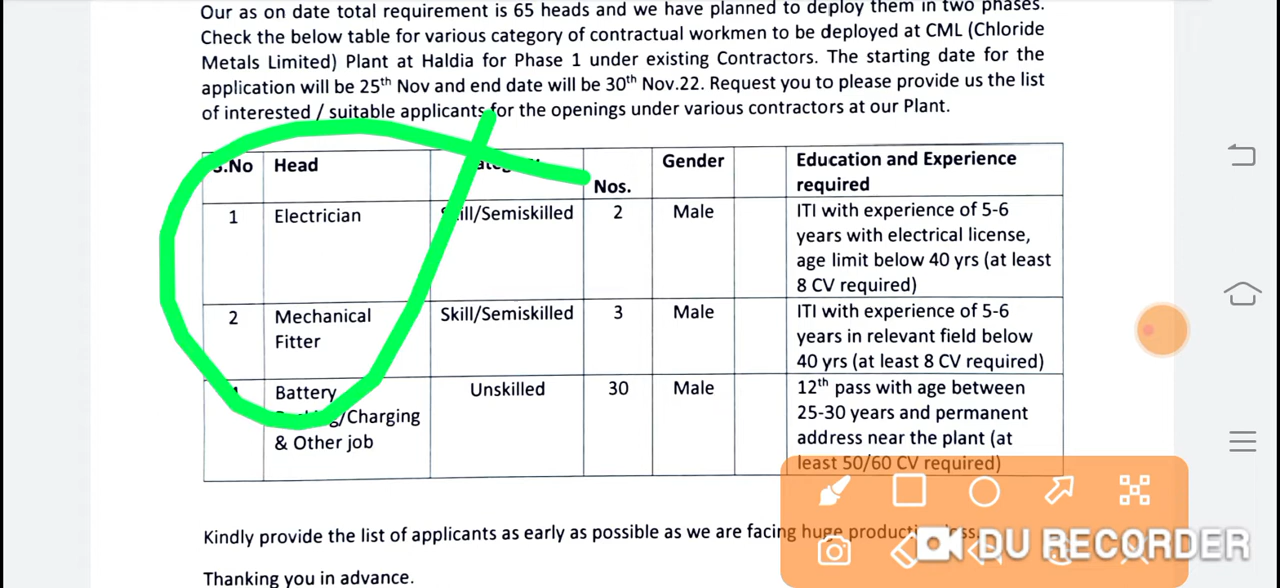 Our as on date total requirement is 65 heads and we have planned to deploy them in two phases.
Check the below table for various category of contractual workmen to be deployed at CML (Chloride
Metals Limited) Plant at Haldia for Phase 1 under existing Contractors. The starting date for the
application will be 25th Nov and end date will be 30th Nov.22. Request you to please provide us the list
of interested / suitable applicants for the openings under various contractors at our Plant.
S.No Head Nos. Gender Education and Experience
required
1 Electrician Skill/Semiskilled 2 Male ITI with experience of 5-6
years with electrical license,
age limit below 40 yrs (at least
8 CV required)
2 Mechanical Skill/Semiskilled 3 Male ITI with experience of 5-6
Fitter years in relevant field below
40 yrs (at least 8 CV required)
Battery Unskilled 30 Male 12th pass with age between
/Charging 25-30 years and permanent
& Other job address near the plant (at
least 50/60 CV required)
Kindly provide the list of applicants as early as possible as we are facing huge
DU RECORDER
Thanking you in advance.